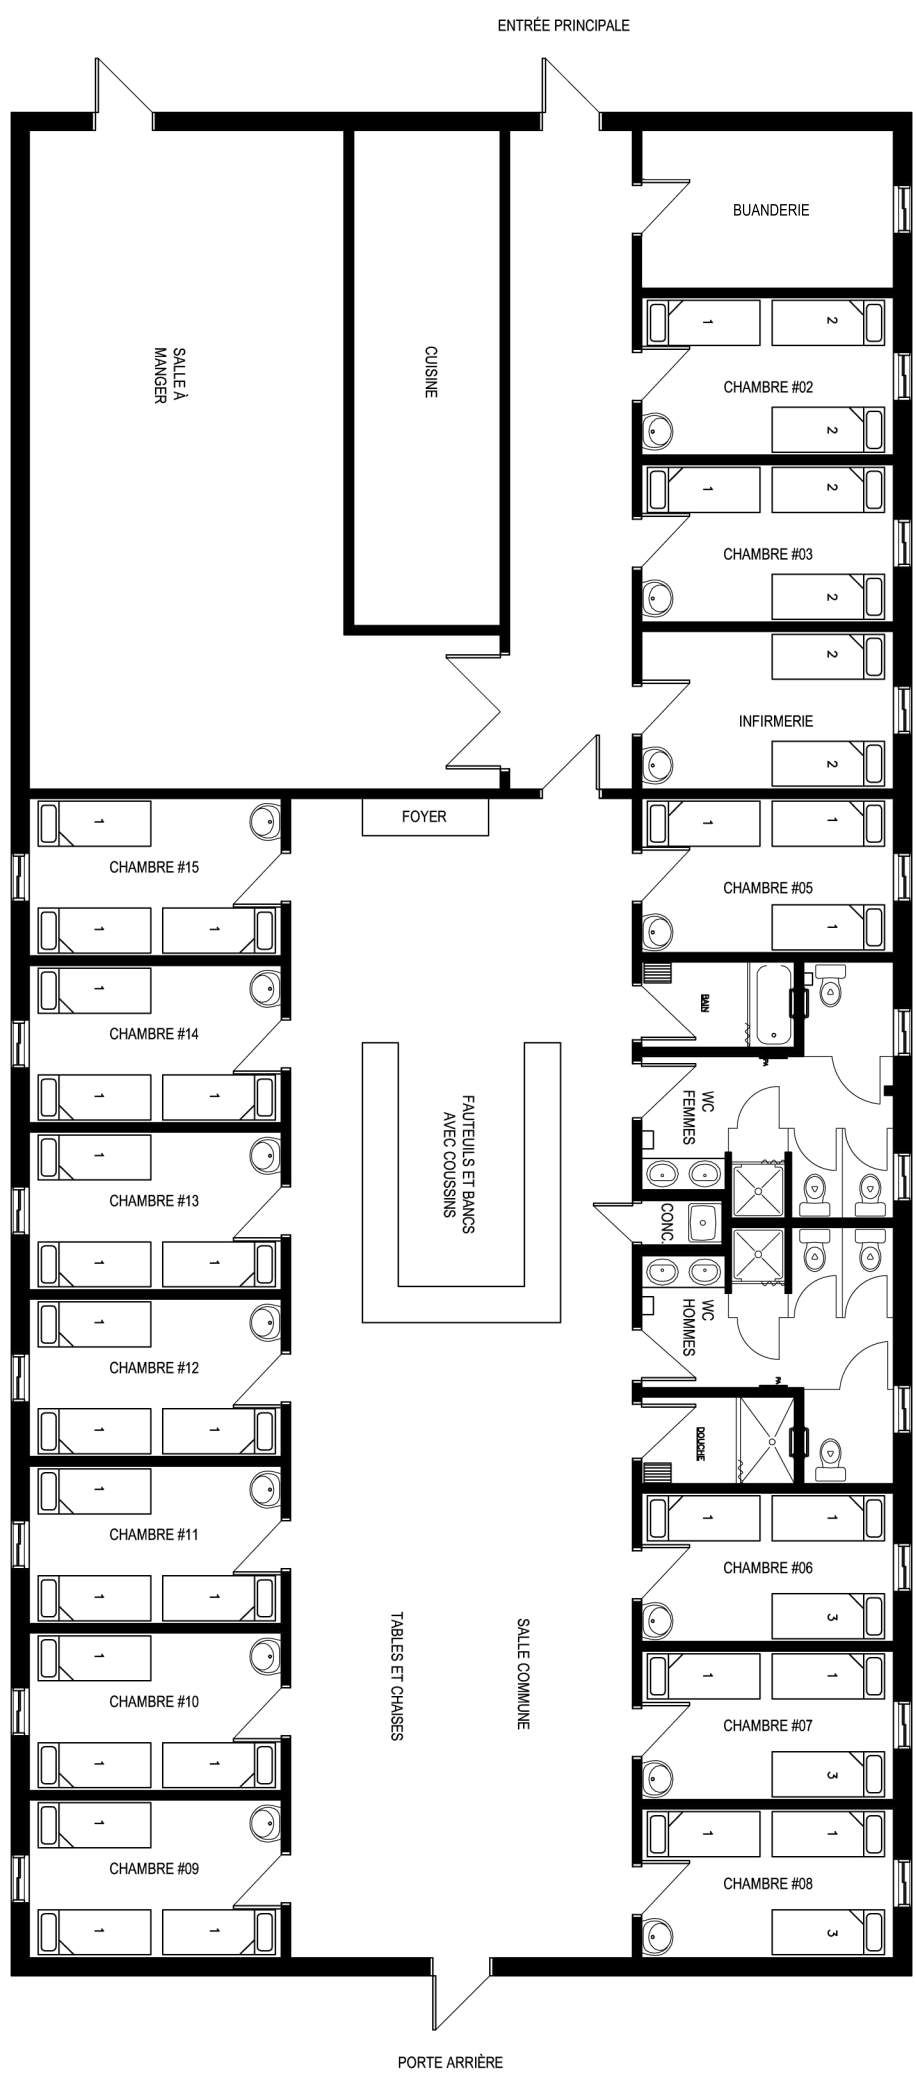 ENTRÉE PRINCIPALE
BUANDERIE
1
2
CHAMBRE #02
2
SALLE À
MANGER
CUISINE
1
2
CHAMBRE #03
2
2
INFIRMERIE
2
FOYER
1
CHAMBRE #15
1
1
1
1
CHAMBRE #05
1
1
CHAMBRE #14
1
1
BAIN
PA
WC
FEMMES
FAUTEUILS ET BANCS
AVEC COUSSINS
1
CHAMBRE #13
1
1
CONC.
WC
HOMMES
1
CHAMBRE #12
1
1
PA
DOUCHE
1
CHAMBRE #11
1
1
1
1
CHAMBRE #06
3
TABLES ET CHAISES
SALLE COMMUNE
1
CHAMBRE #10
1
1
1
1
CHAMBRE #07
3
1
CHAMBRE #09
1
1
1
1
CHAMBRE #08
3
PORTE ARRIÈRE